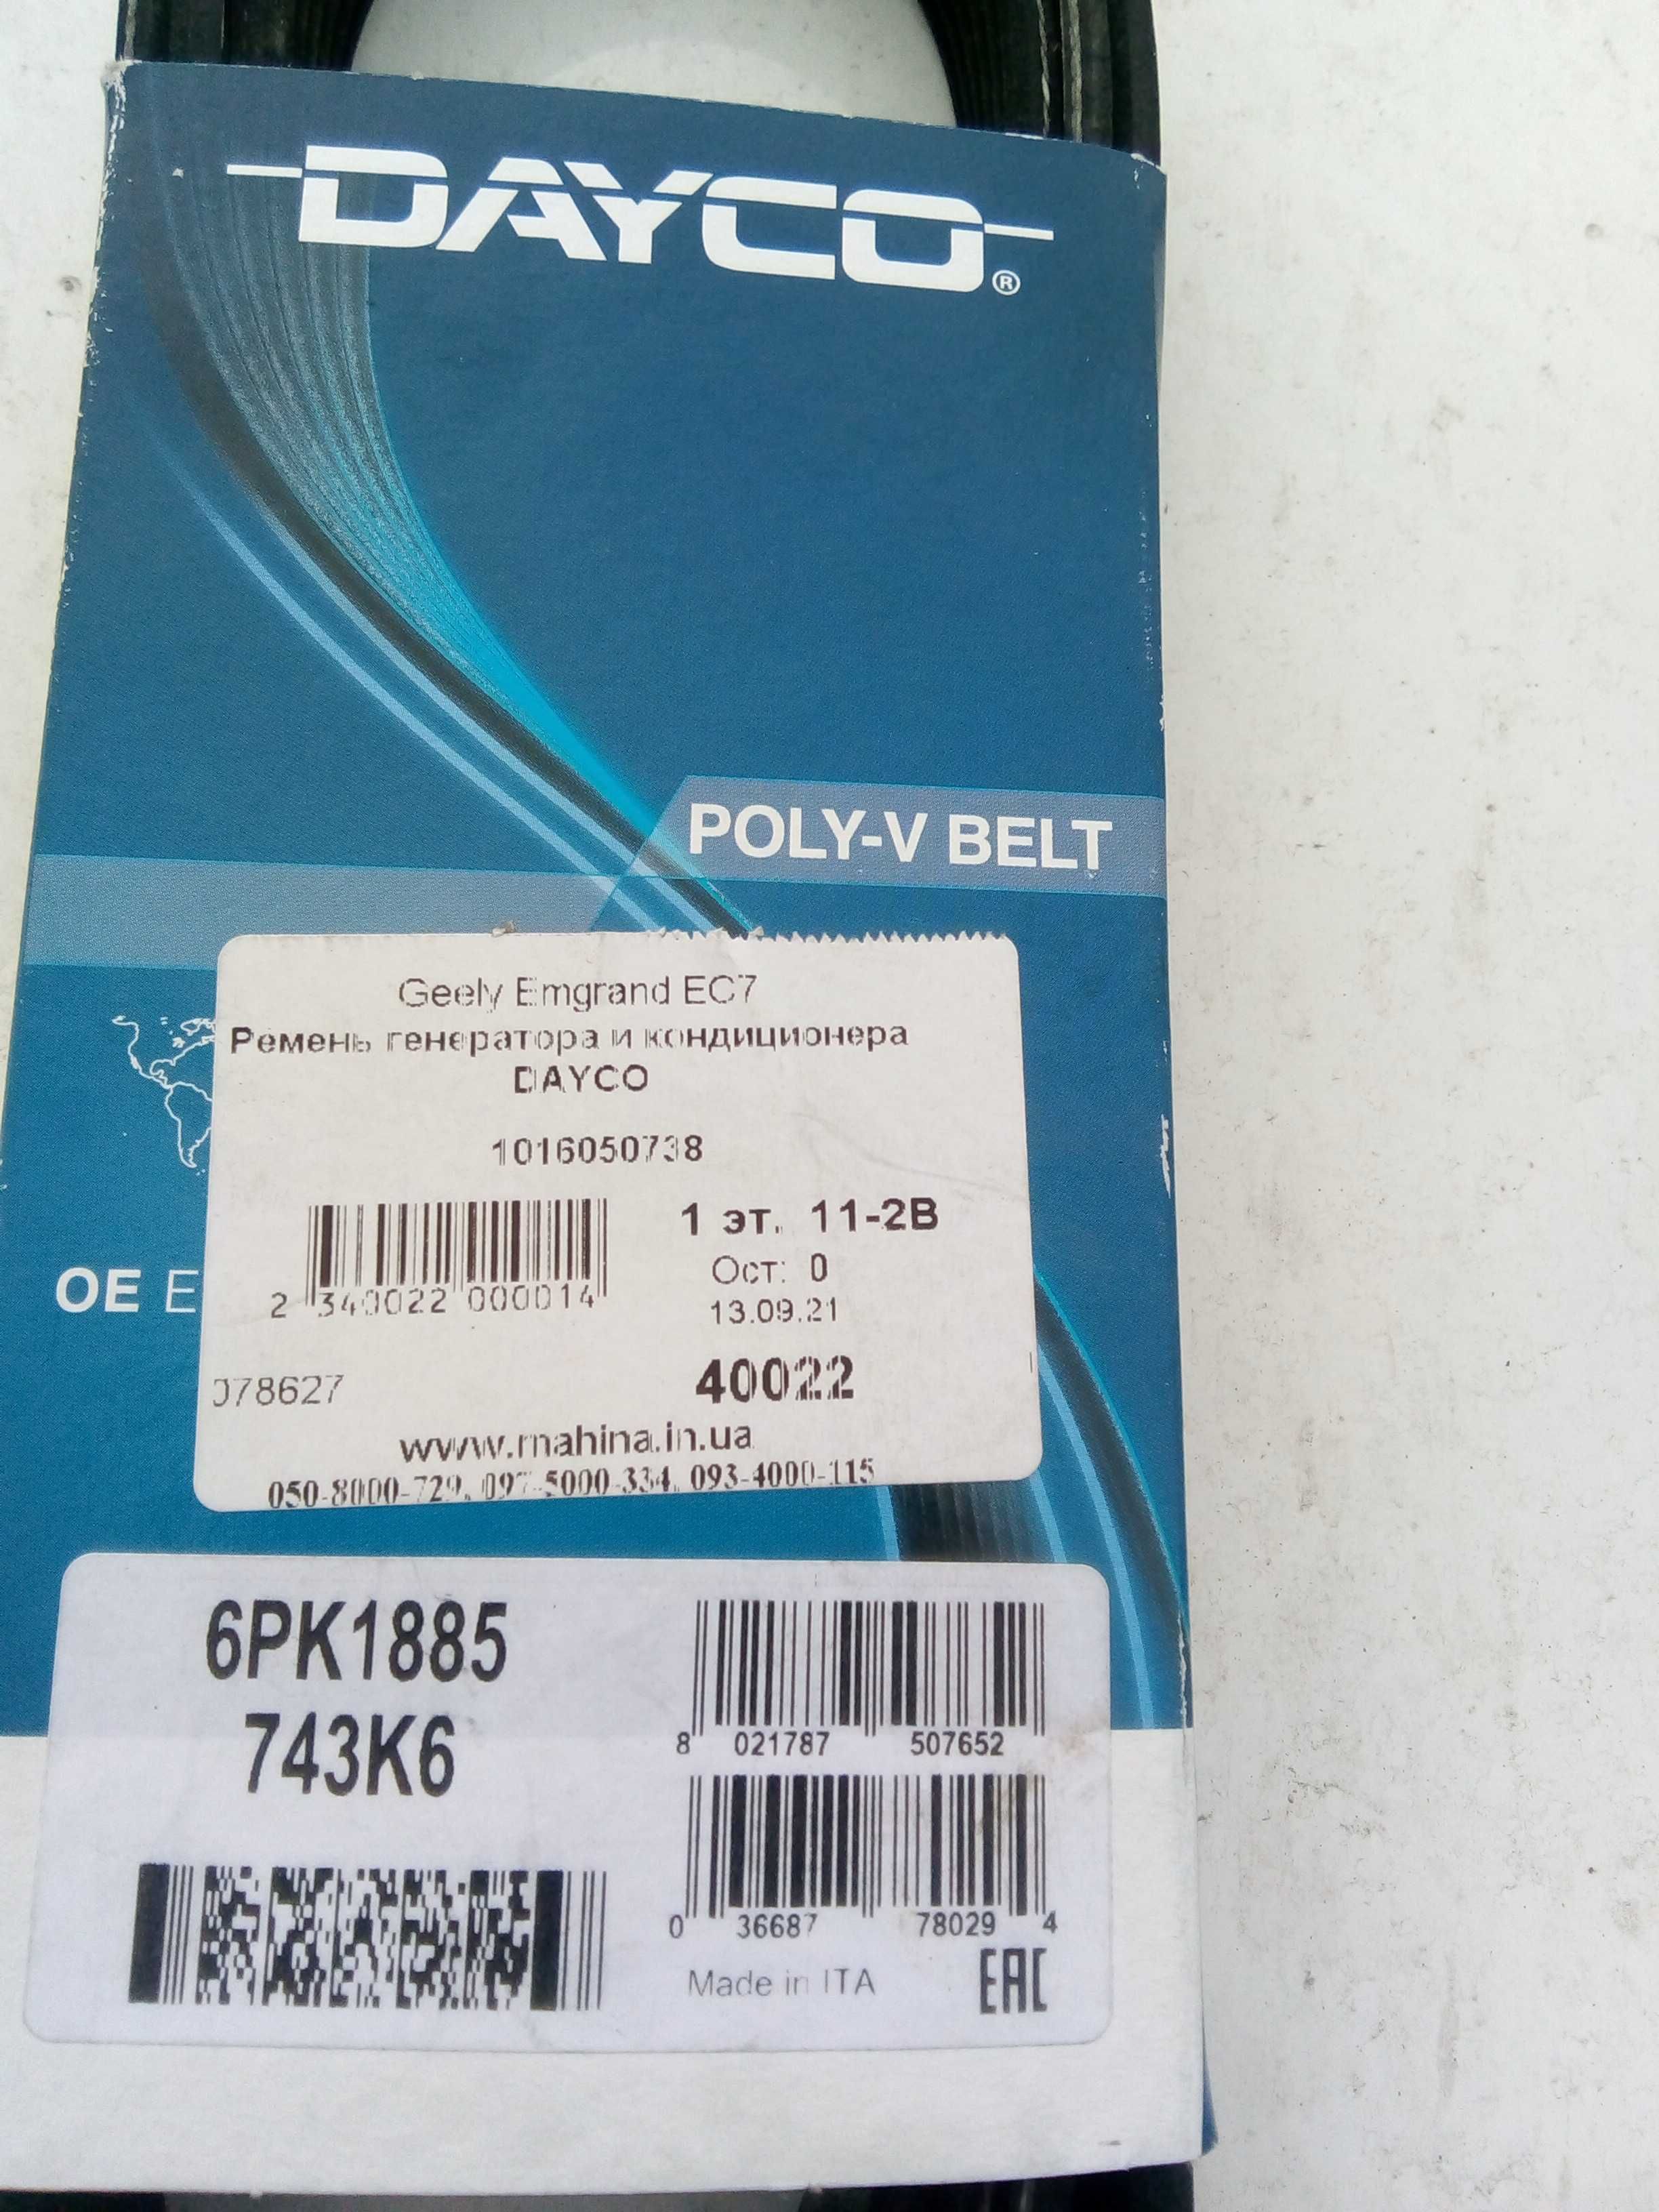 DAYCO®
POLY-V BELT
Geely Emgrand EC7
Ремень генератора и кондиционера
DAYCO
1016050738
1 эт. 11-2В
Ост: 0
2 340022 000014
13.09.21
078627
40022
OE E
www.mahina.in.ua
050-8000-729, 097-5000-334, 093-4000-115
6PK1885
743K6
8 021787 507652
0 36687 78029 4
Made in ITA
EAC